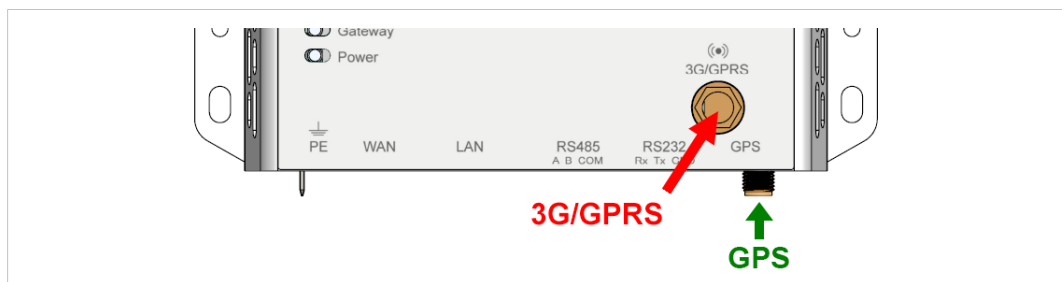 Gateway
Power
3G/GPRS
PE WAN LAN RS485 RS232 GPS
A B COM Rx Tx
3G/GPRS
GPS